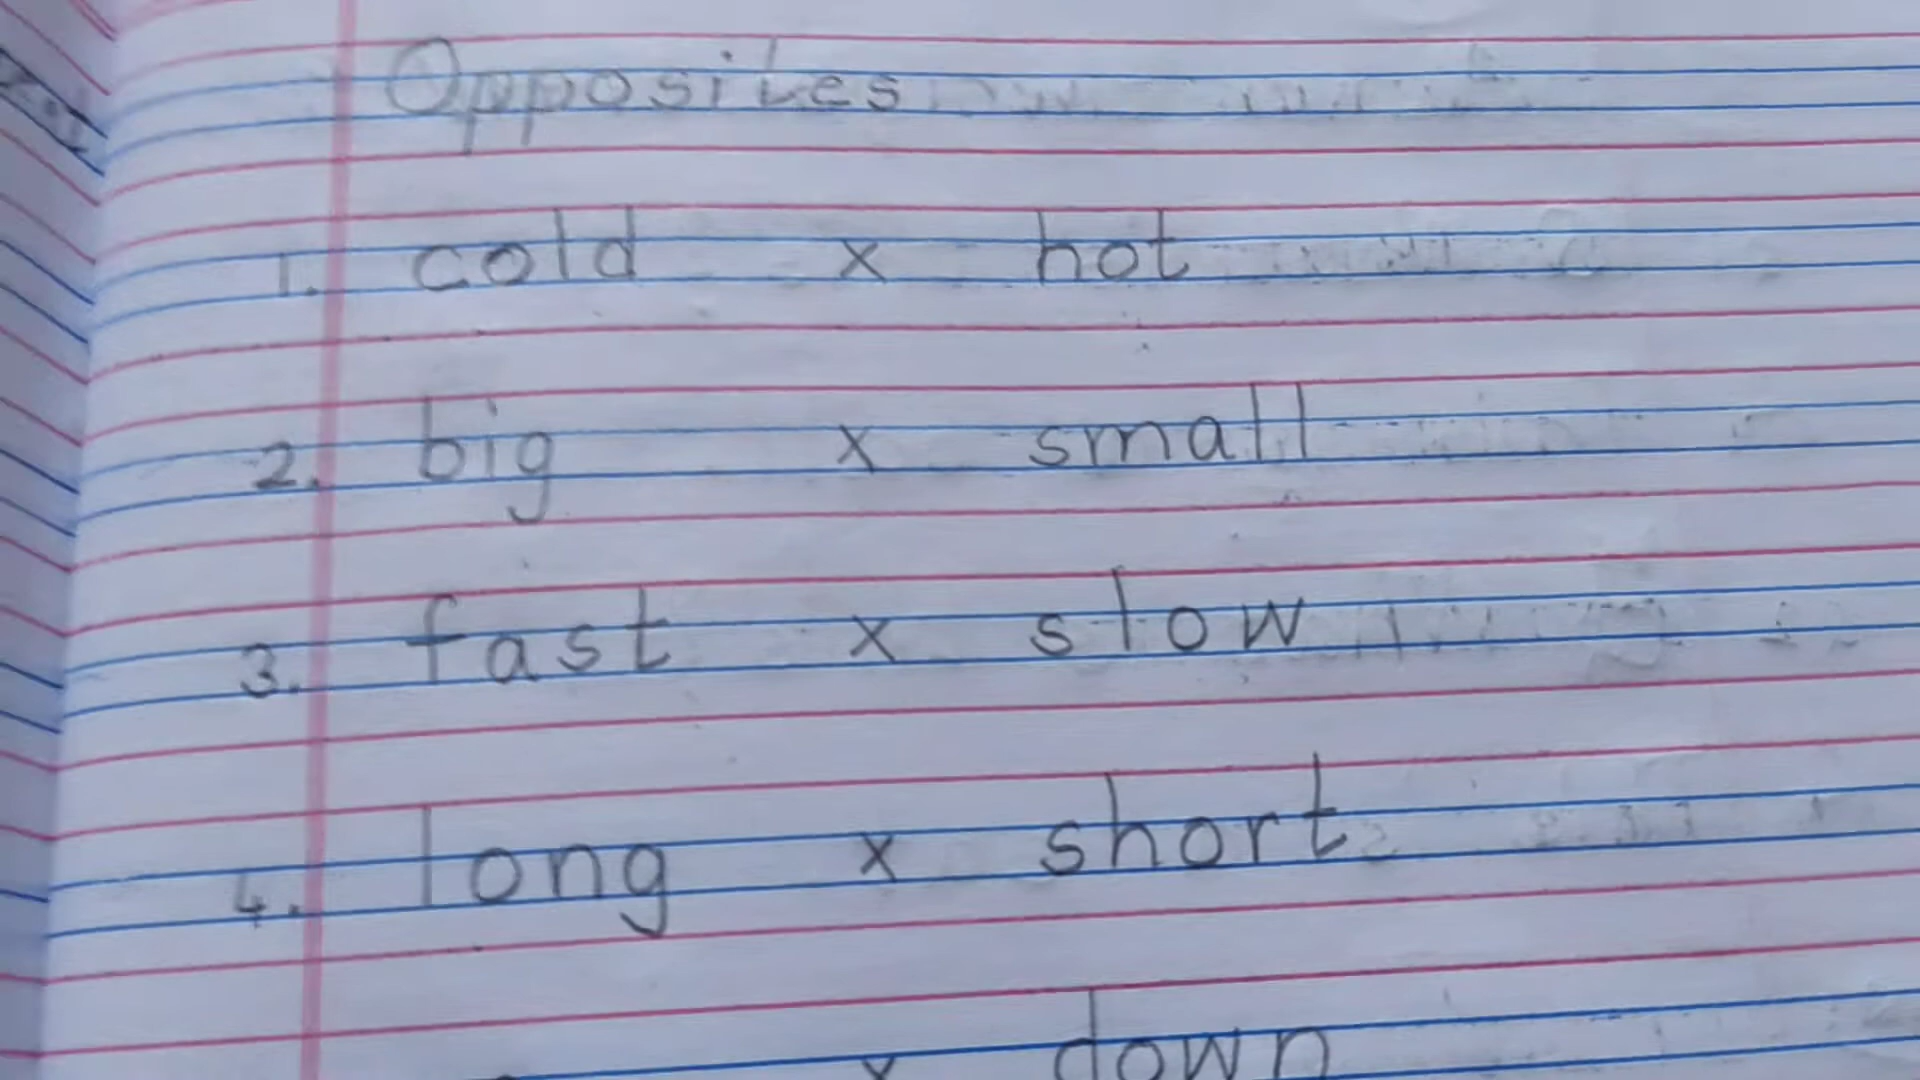 Opposites
1. cold x hot
2. big x small
3. fast x slow
4. long x short
x down